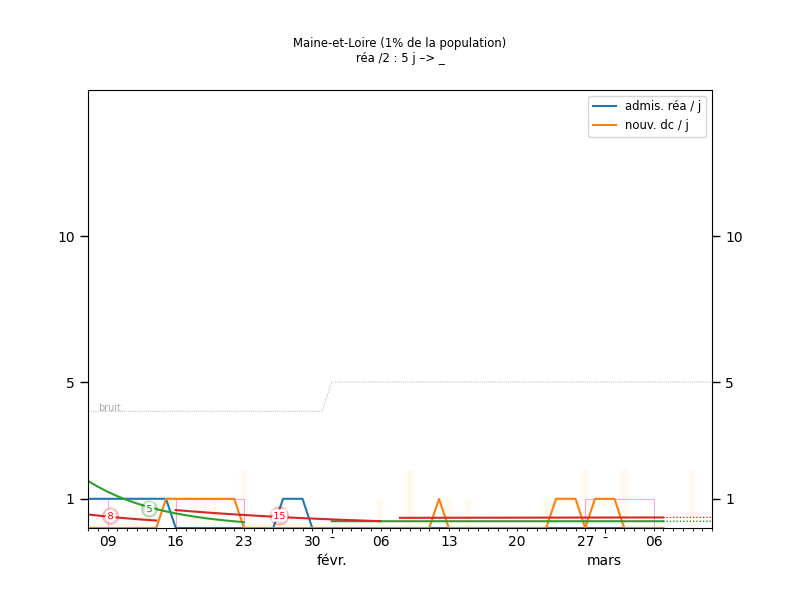 Maine-et-Loire (1% de la population)
réa /2 : 5 j –> _
admis. réa / j
nouv. dc / j
10 10
5 5
bruit
1 1
8 5 15
09 16 23 30 - 06 13 20 27 - 06
févr. mars